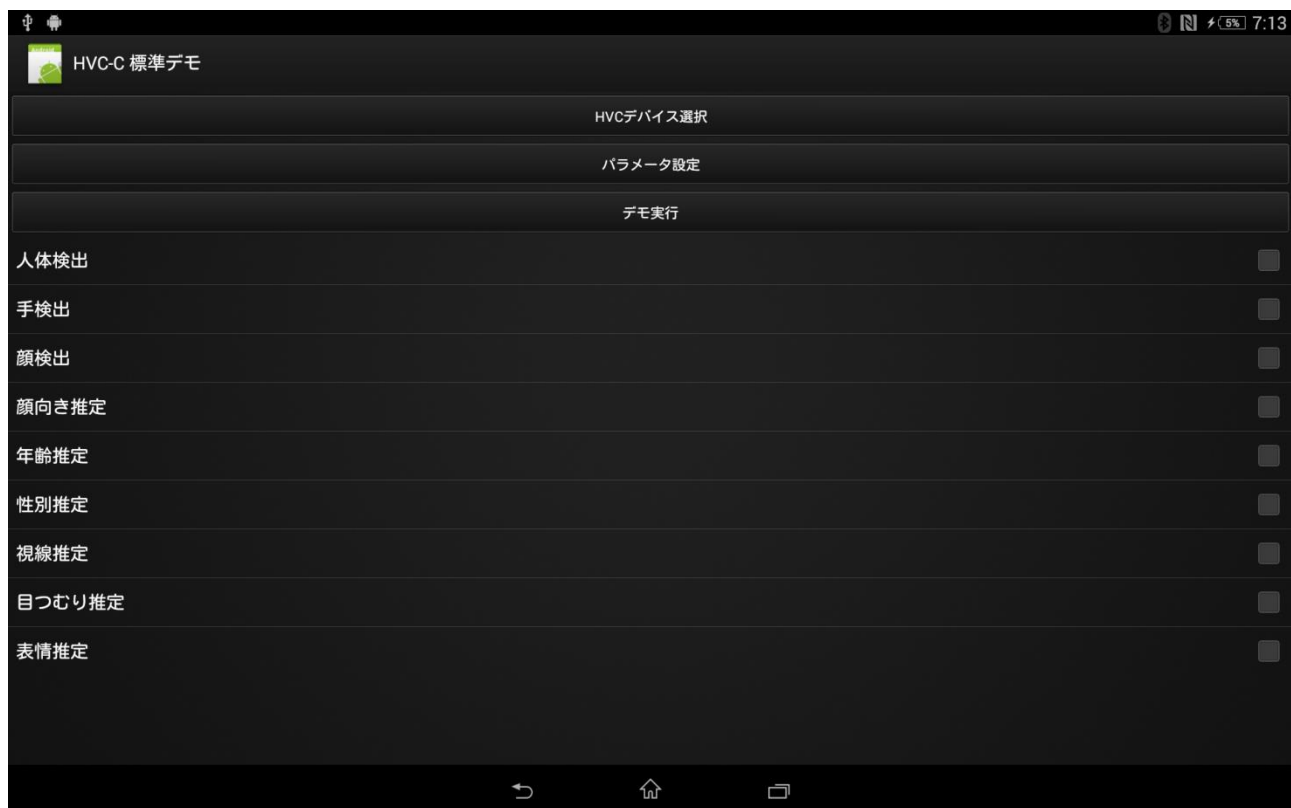 5% 7:13
HVC-C 標準デモ
HVCデバイス選択
パラメータ設定
デモ実行
人体検出
手検出
顔検出
顔向き推定
年齢推定
性別推定
視線推定
目つむり推定
表情推定